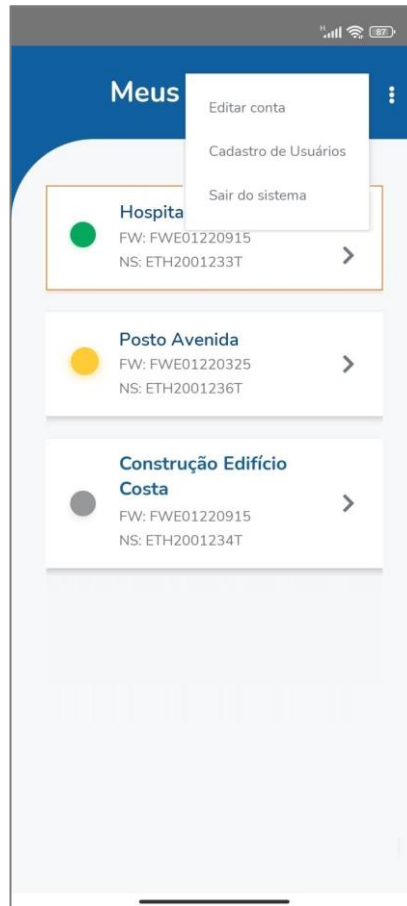 H 87
Meus
Editar conta
Cadastro de Usuários
Sair do sistema
Hospita
FW: FWE01220915
NS: ETH2001233T
Posto Avenida
FW: FWE01220325
NS: ETH2001236T
Construção Edifício
Costa
FW: FWE01220915
NS: ETH2001234T